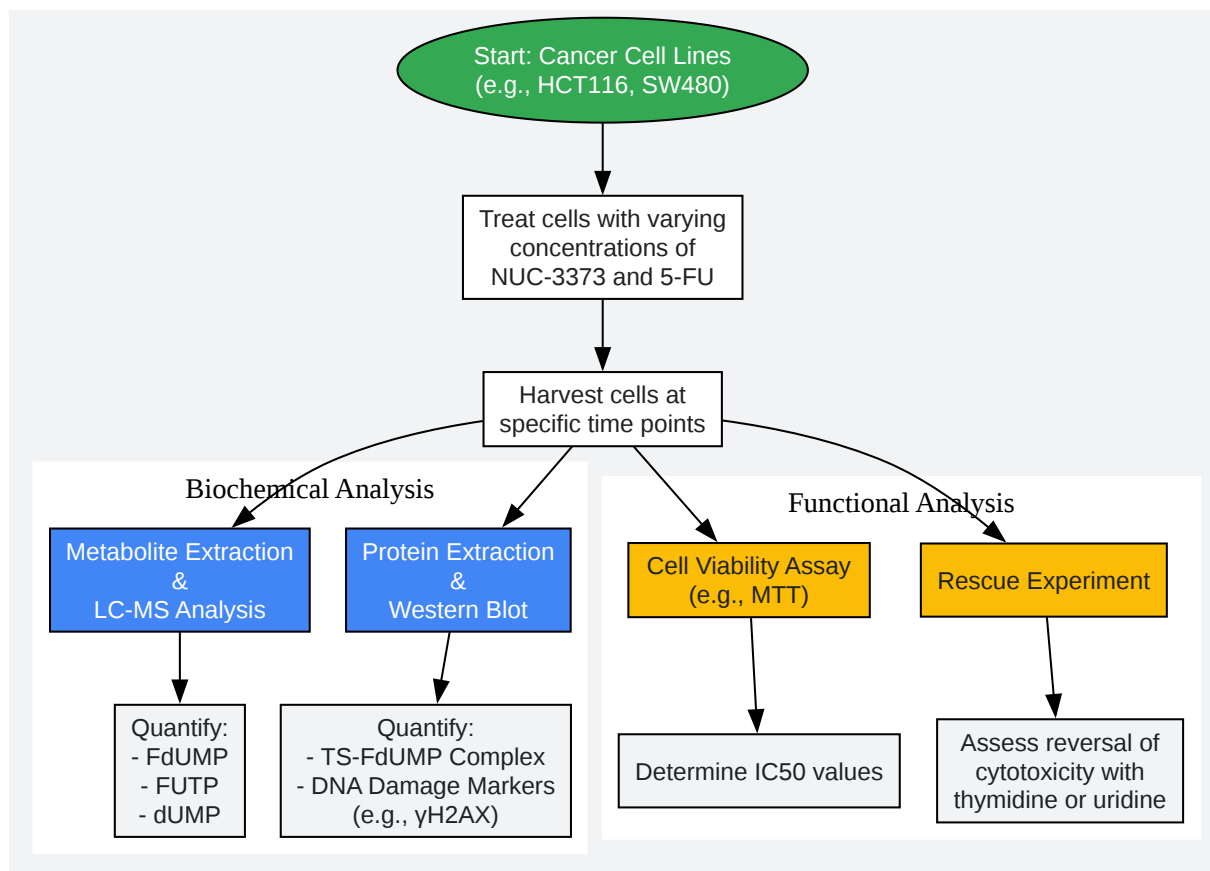 Start: Cancer Cell Lines
(e.g., HCT116, SW480)
Treat cells with varying
concentrations of
NUC-3373 and 5-FU
Harvest cells at
specific time points
Biochemical Analysis
Metabolite Extraction
&
LC-MS Analysis
Protein Extraction
&
Western Blot
Quantify:
- FdUMP
- FUTP
- dUMP
Quantify:
- TS-FdUMP Complex
- DNA Damage Markers
(e.g., γH2AX)
Functional Analysis
Cell Viability Assay
(e.g., MTT)
Rescue Experiment
Determine IC50 values
Assess reversal of
cytotoxicity with
thymidine or uridine